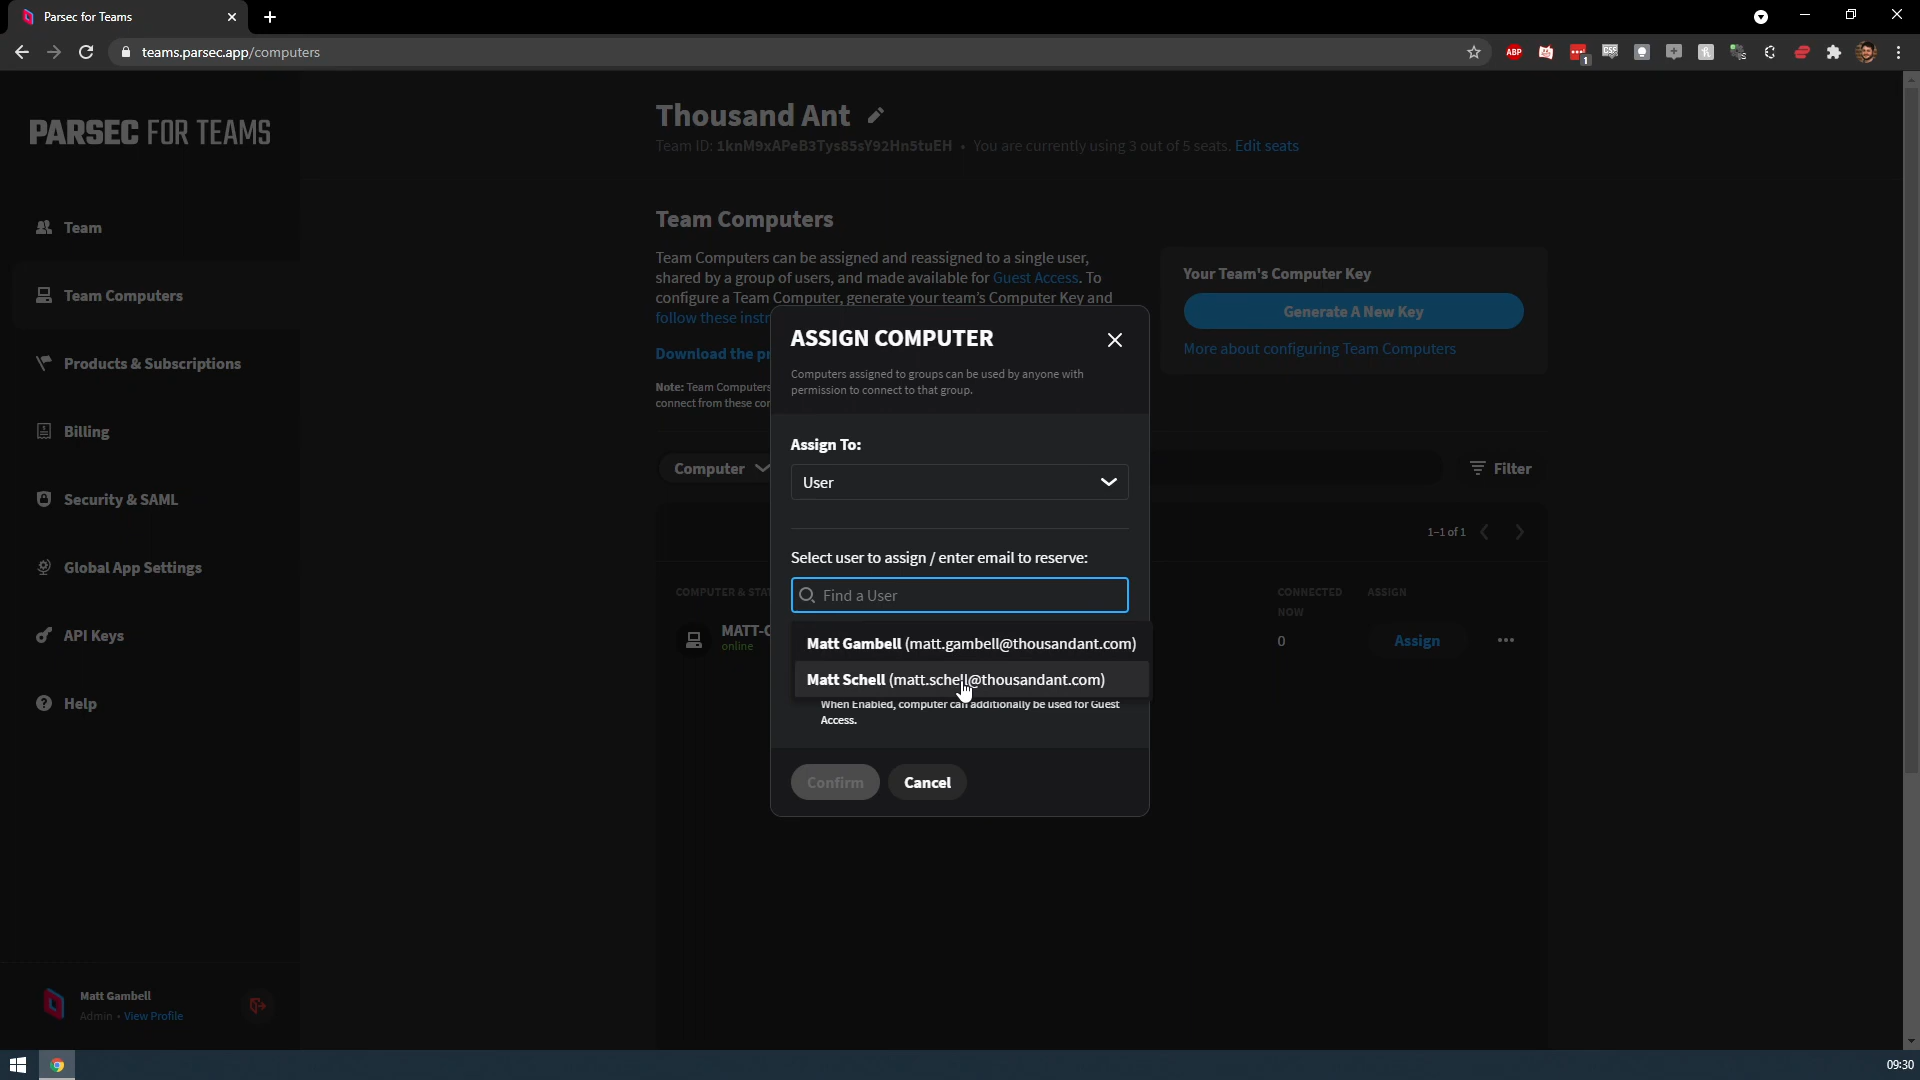 Parsec for Teams
teams.parsec.app/computers
ABP
1
CSP
PARSEC FOR TEAMS
Team
Team Computers
Products & Subscriptions
Billing
Security & SAML
Global App Settings
API Keys
Help
Matt Gambell
Admin • View Profile
Thousand Ant
Team ID: 1knM9xAPeB3Tys85sY92Hn5tuEH • You are currently using 3 out of 5 seats. Edit seats
Team Computers
Team Computers can be assigned and reassigned to a single user,
shared by a group of users, and made available for Guest Access. To
configure a Team Computer, generate your team's Computer Key and
follow these instr
Download the pr
Note: Team Computers
connect from these cor
Your Team's Computer Key
Generate A New Key
More about configuring Team Computers
Computer
Filter
1-1 of 1
COMPUTER & STAT
CONNECTED
NOW
ASSIGN
MATT-C
online
0
Assign
ASSIGN COMPUTER
Computers assigned to groups can be used by anyone with
permission to connect to that group.
Assign To:
User
Select user to assign / enter email to reserve:
Find a User
Matt Gambell (matt.gambell@thousandant.com)
Matt Schell (matt.schell@thousandant.com)
When Enabled, computer can additionally be used for Guest
Access.
Confirm
Cancel
09:30